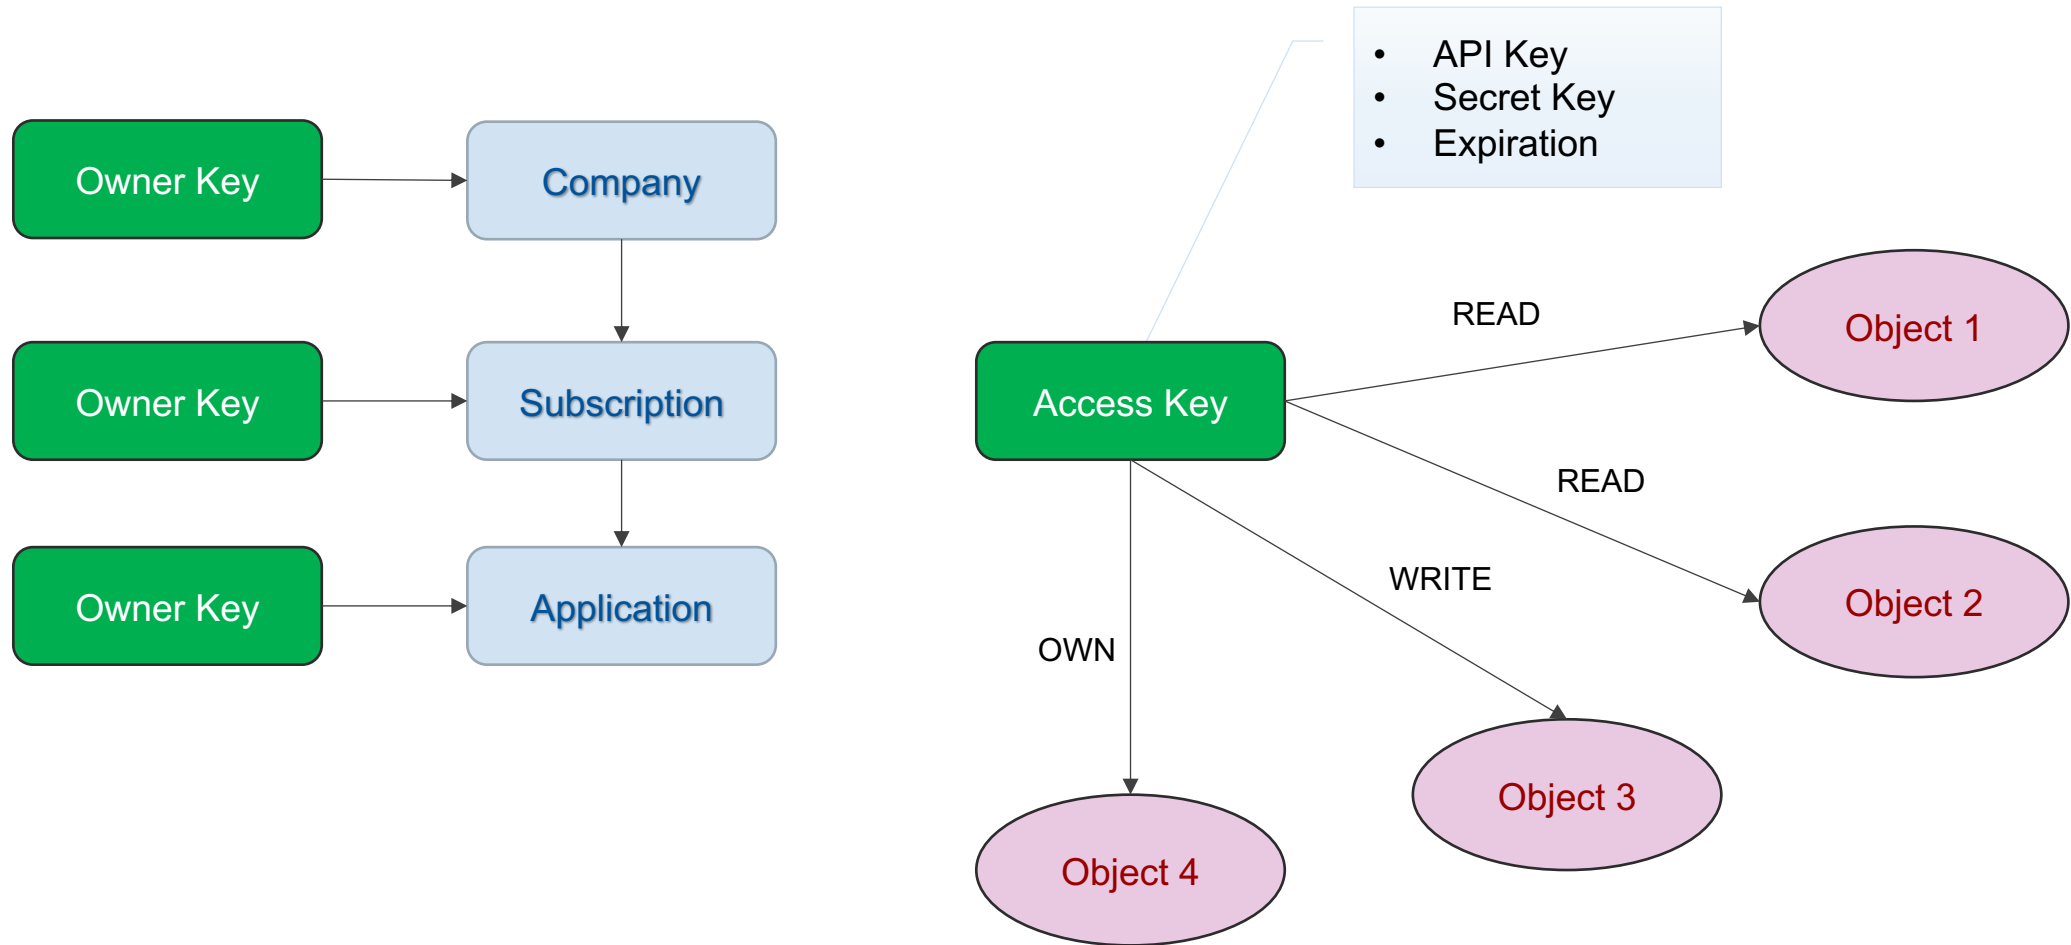 • API Key
• Secret Key
• Expiration
Owner Key
Company
Owner Key
Subscription
Owner Key
Application
Access Key
READ
Object 1
READ
Object 2
WRITE
Object 3
OWN
Object 4